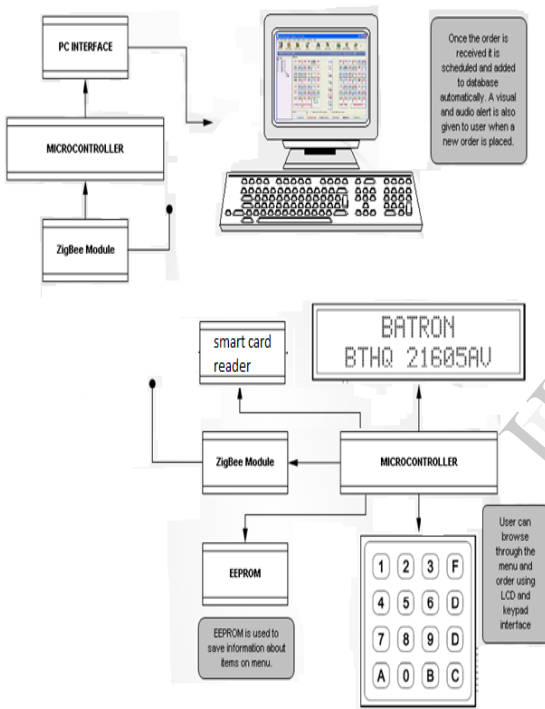 PC INTERFACE
MICROCONTROLLER
ZigBee Module
Once the order is
received it is
scheduled and added
to database
automatically. A visual
and audio alert is also
given to user when a
new order is placed.
smart card
reader
BATRON
BTHQ 21605AV
ZigBee Module
MICROCONTROLLER
EEPROM
EEPROM is used to
save information about
items on menu.
1 2 3 F
4 5 6 D
7 8 9 D
A 0 B C
User can
browse
through the
menu and
order using
LCD and
keypad
interface